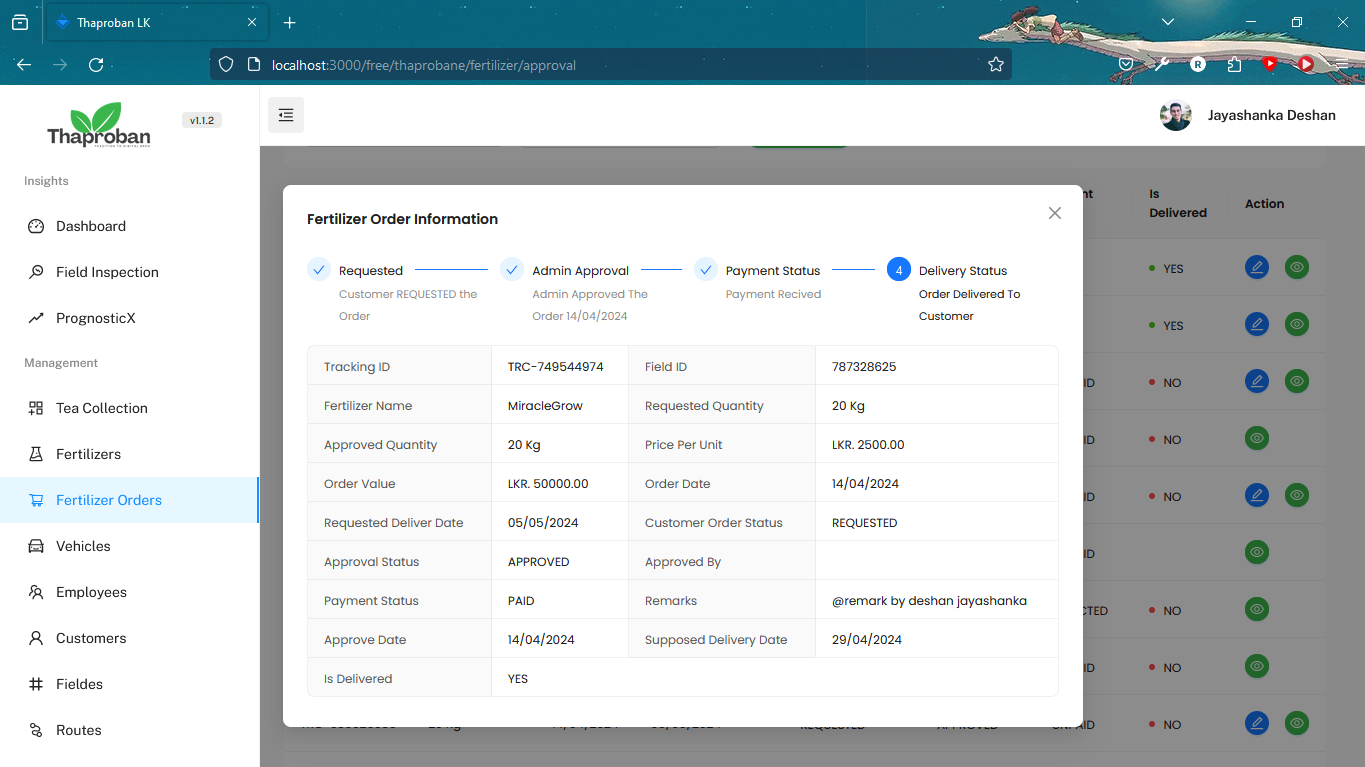 Thaproban LK
localhost:3000/free/thaprobane/fertilizer/approval
R
Thaproban
v1.1.2
Jayashanka Deshan
Insights
Dashboard
Field Inspection
PrognosticX
Management
Tea Collection
Fertilizers
Fertilizer Orders
Vehicles
Employees
Customers
Fieldes
Routes
Is
Delivered
Action
YES
YES
NO
NO
NO
NO
NO
NO
Fertilizer Order Information
Requested
Customer REQUESTED the
Order
Admin Approval
Admin Approved The
Order 14/04/2024
Payment Status
Payment Recived
4
Delivery Status
Order Delivered To
Customer
Tracking ID TRC-749544974 Field ID 787328625
Fertilizer Name MiracleGrow Requested Quantity 20 Kg
Approved Quantity 20 Kg Price Per Unit LKR. 2500.00
Order Value LKR. 50000.00 Order Date 14/04/2024
Requested Deliver Date 05/05/2024 Customer Order Status REQUESTED
Approval Status APPROVED Approved By
Payment Status PAID Remarks @remark by deshan jayashanka
Approve Date 14/04/2024 Supposed Delivery Date 29/04/2024
Is Delivered YES